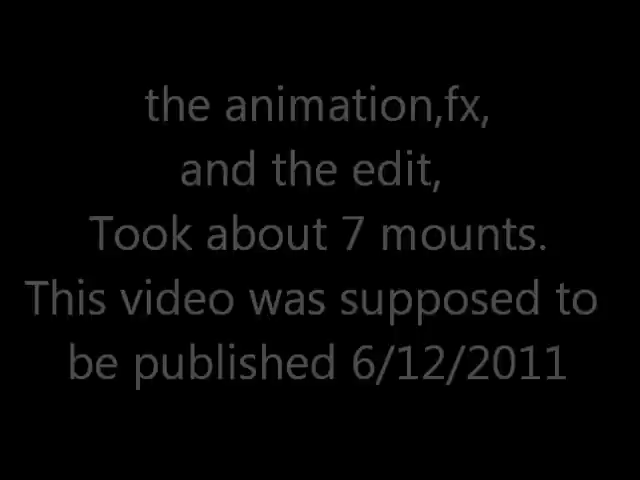 the animation,fx,
and the edit,
Took about 7 mounts.
This video was supposed to
be published 6/12/2011